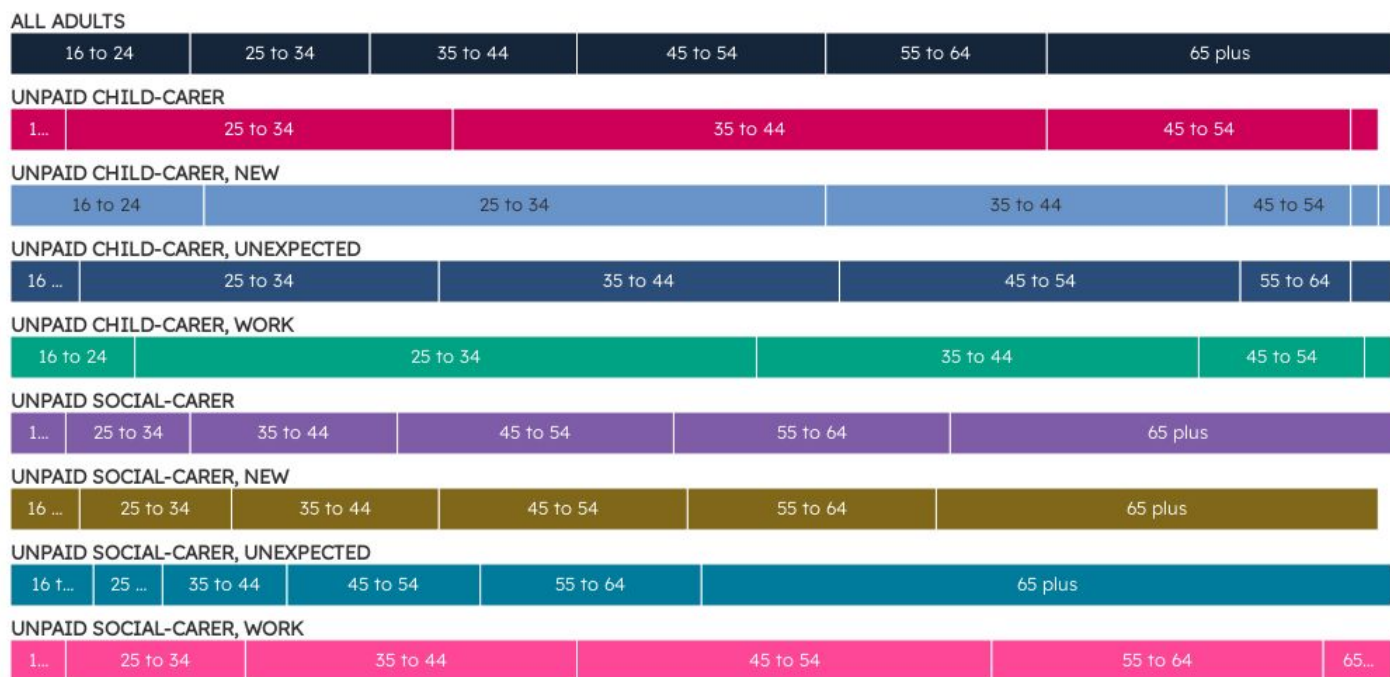 ALL ADULTS
16 to 24 25 to 34 35 to 44 45 to 54 55 to 64 65 plus
UNPAID CHILD-CARER
1... 25 to 34 35 to 44 45 to 54
UNPAID CHILD-CARER, NEW
16 to 24 25 to 34 35 to 44 45 to 54
UNPAID CHILD-CARER, UNEXPECTED
16 ... 25 to 34 35 to 44 45 to 54 55 to 64
UNPAID CHILD-CARER, WORK
16 to 24 25 to 34 35 to 44 45 to 54
UNPAID SOCIAL-CARER
1... 25 to 34 35 to 44 45 to 54 55 to 64 65 plus
UNPAID SOCIAL-CARER, NEW
16 ... 25 to 34 35 to 44 45 to 54 55 to 64 65 plus
UNPAID SOCIAL-CARER, UNEXPECTED
16 t... 25 ... 35 to 44 45 to 54 55 to 64 65 plus
UNPAID SOCIAL-CARER, WORK
1... 25 to 34 35 to 44 45 to 54 55 to 64 65...